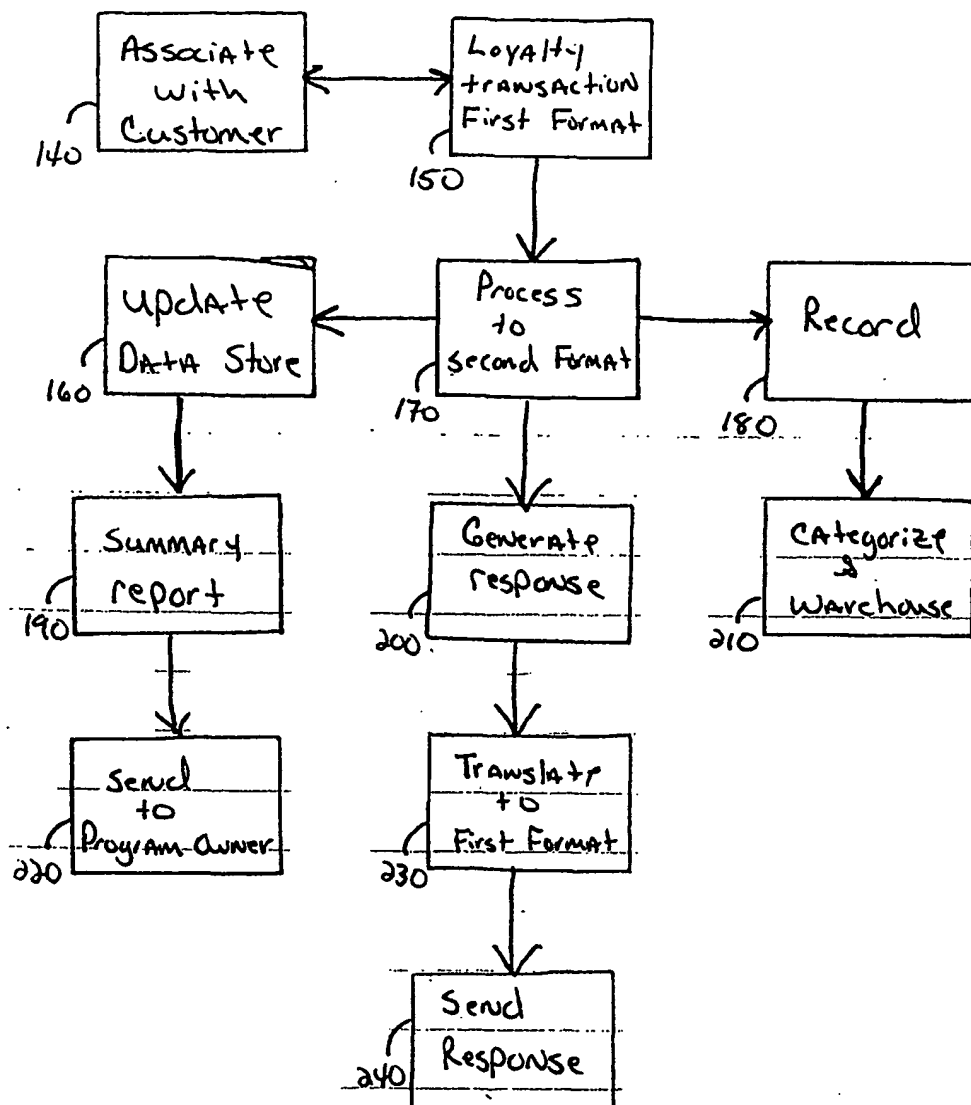 Associate
with
Customer
140
Loyalty
transaction
First Format
150
update
Data Store
160
Process
to
second Format
170
Record
180
Summary
report
190
Generate
response
200
Categorize
&
Warehouse
210
Send
to
Program Owner
220
Translate
to
First Format
230
Send
Response
240